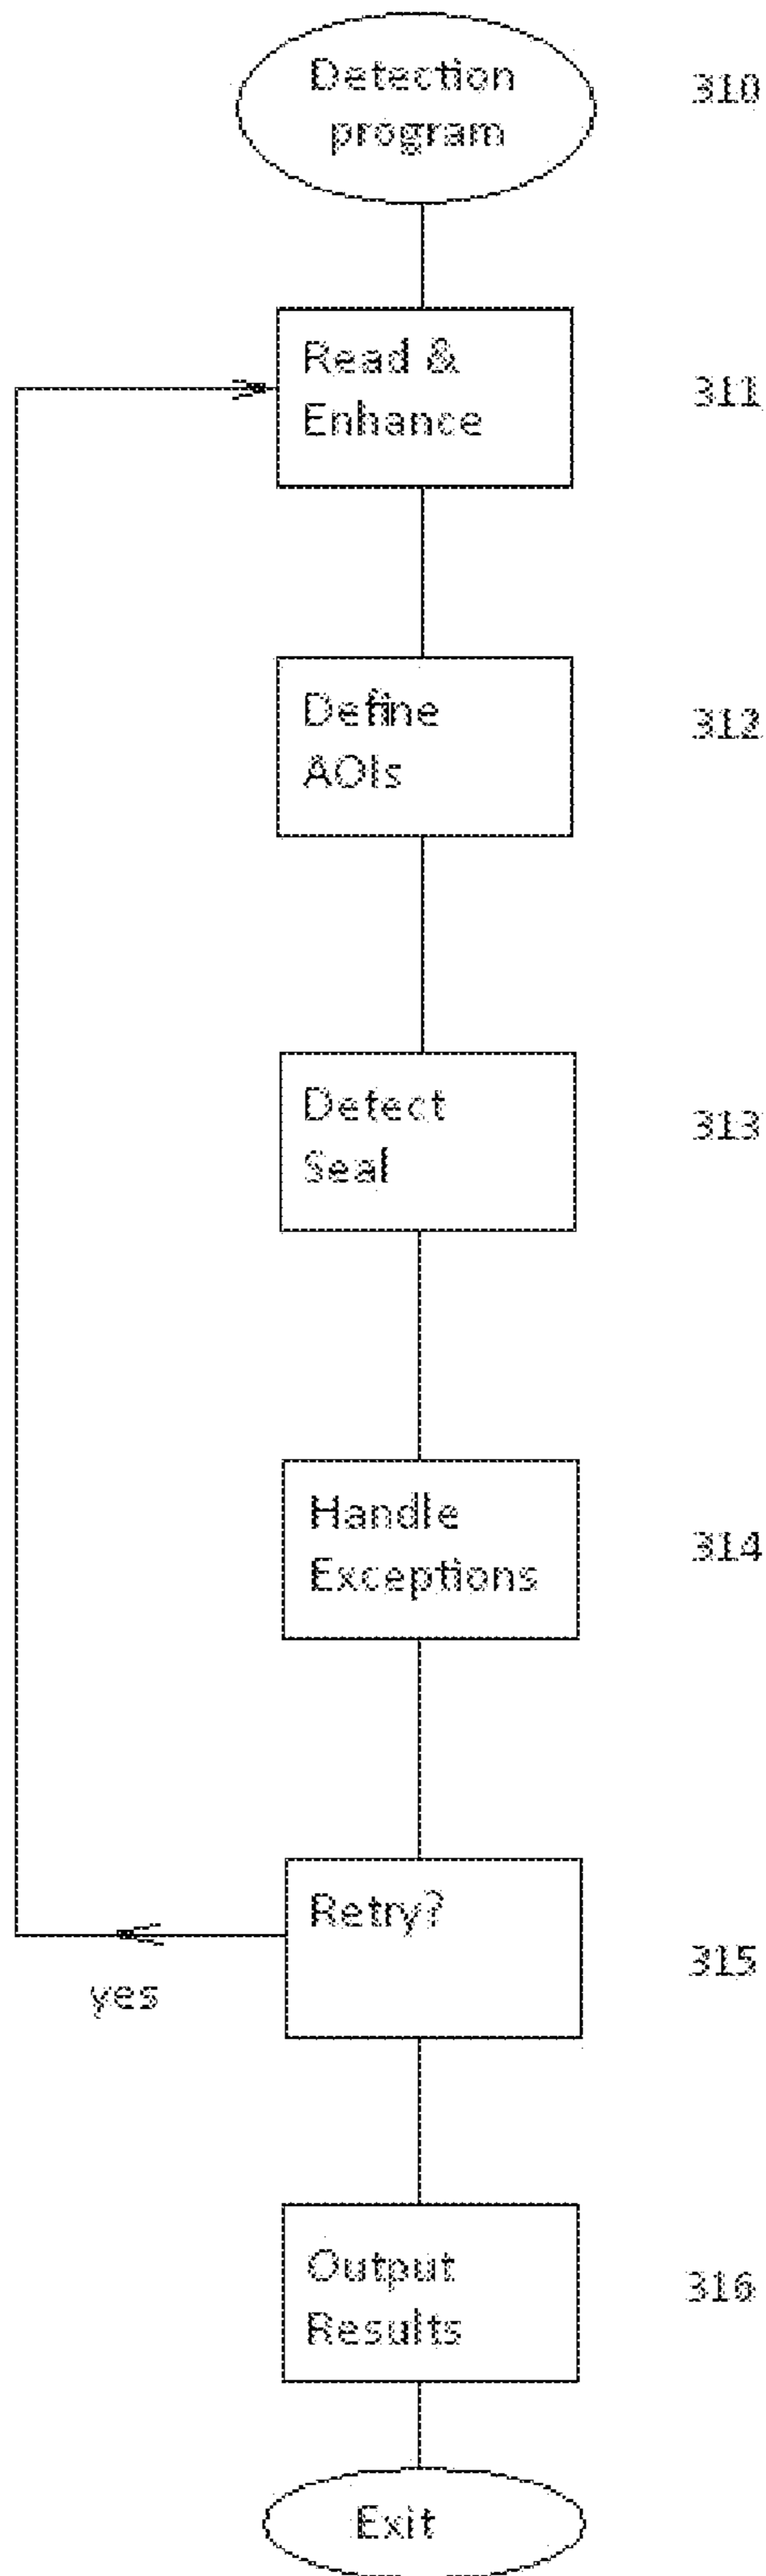 Detection
program
310
Read &
Enhance
311
Define
AOIs
312
Detect
Seal
313
Handle
Exceptions
314
Retry?
315
yes
Output
Results
316
Exit